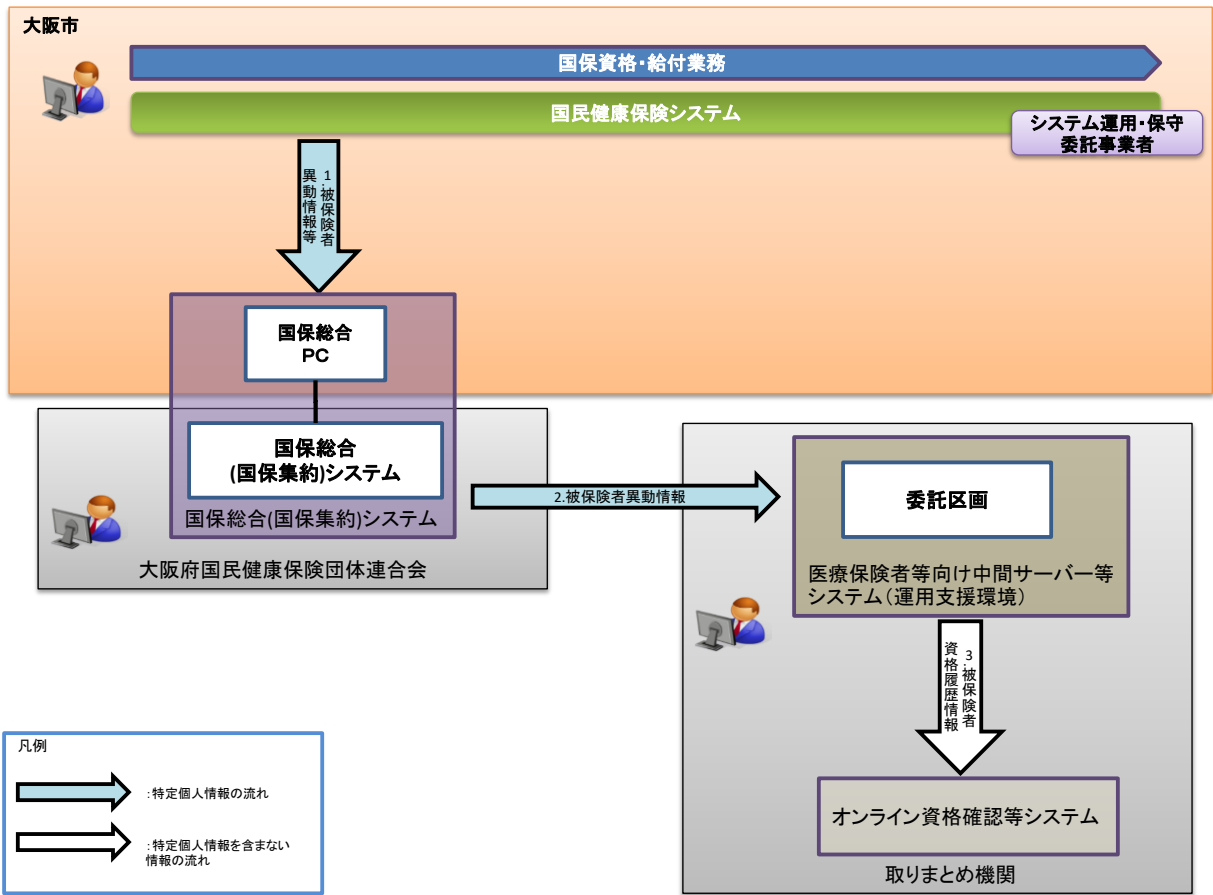 大阪市
国保資格・給付業務
国民健康保険システム
システム運用・保守
委託事業者
1.被保険者
異動情報等
国保総合
PC
国保総合
(国保集約)システム
国保総合(国保集約)システム
大阪府国民健康保険団体連合会
2.被保険者異動情報
委託区画
医療保険者等向け中間サーバー等
システム(運用支援環境)
3.被保険者
資格履歴情報
オンライン資格確認等システム
取りまとめ機関
凡例
:特定個人情報の流れ
:特定個人情報を含まない
情報の流れ